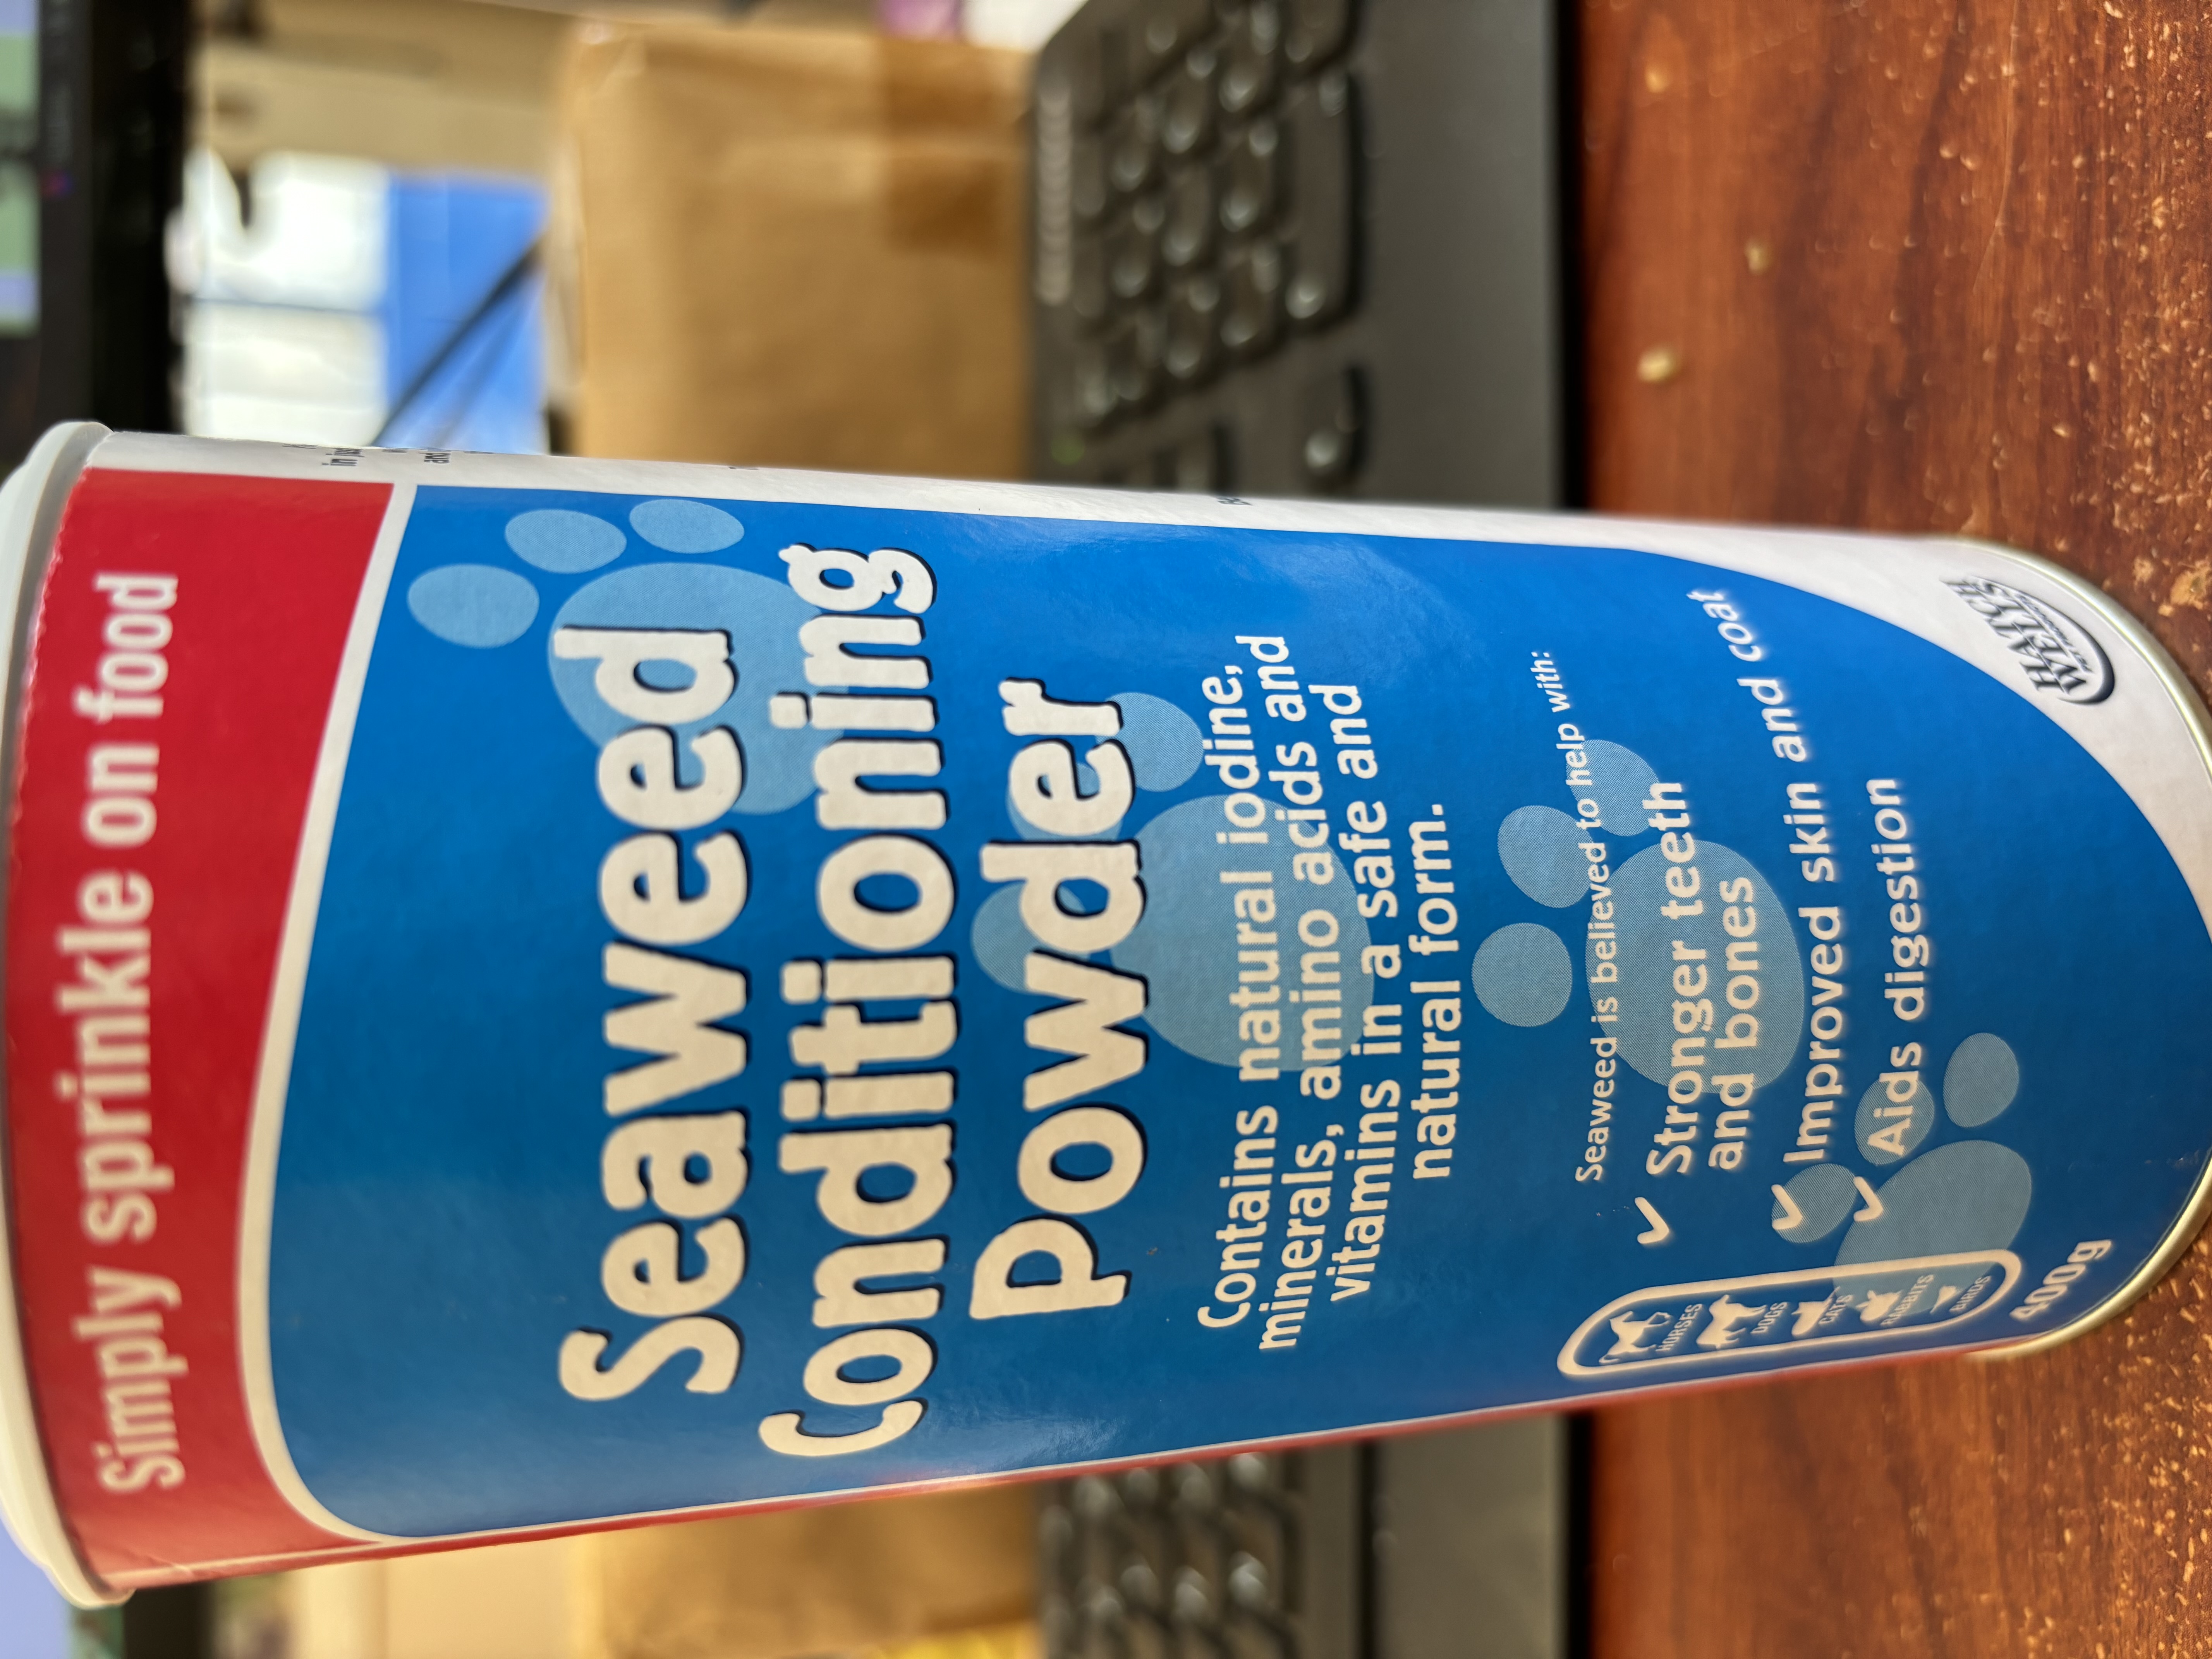 Simply sprinkle on food
Seaweed
Conditioning
Powder
Contains natural iodine,
minerals, amino acids and
vitamins in a safe and
natural form.
Seaweed is believed to help with:
✓ Stronger teeth
and bones
✓ Improved skin and coat
✓ Aids digestion
HORSES
DOGS
CATS
RABBITS
BIRDS
400g
HATCH
WELLS